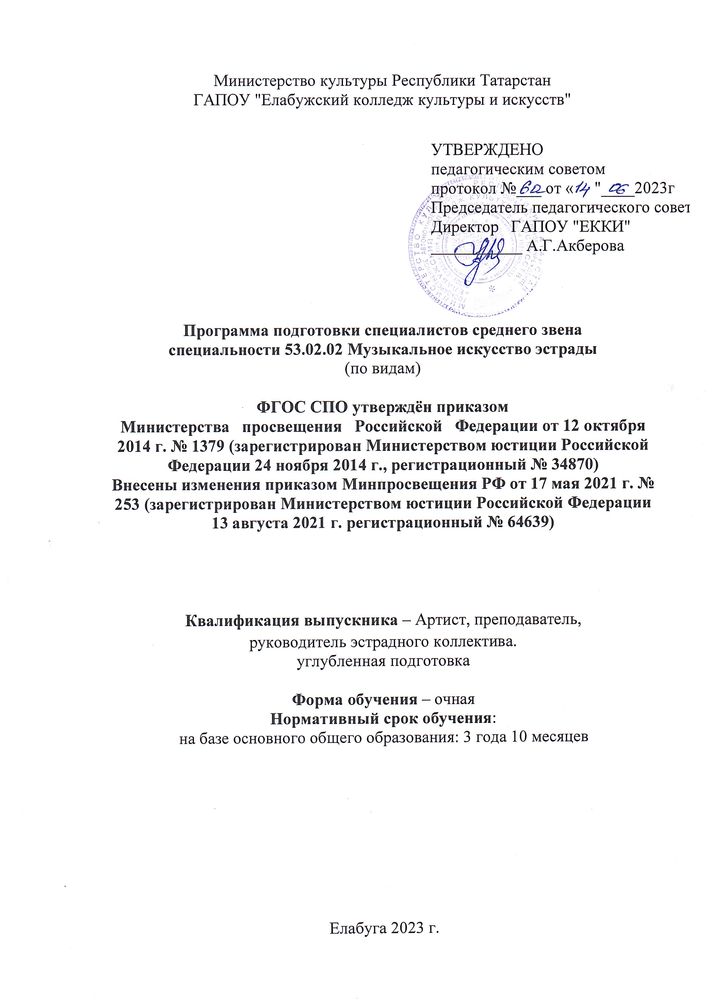 Министерство культуры Республики Татарстан
ГАПОУ "Елабужский колледж культуры и искусств"
УТВЕРЖДЕНО
педагогическим советом
протокол № 60 от «14" 06 2023г
Председатель педагогического совет
Директор ГАПОУ "ЕККИ"
А.Г.Акберова
Программа подготовки специалистов среднего звена
специальности 53.02.02 Музыкальное искусство эстрады
(по видам)
ФГОС СПО утверждён приказом
Министерства просвещения Российской Федерации от 12 октября
2014 г. № 1379 (зарегистрирован Министерством юстиции Российской
Федерации 24 ноября 2014 г., регистрационный № 34870)
Внесены изменения приказом Минпросвещения РФ от 17 мая 2021 г. №
253 (зарегистрирован Министерством юстиции Российской Федерации
13 августа 2021 г. регистрационный № 64639)
Квалификация выпускника – Артист, преподаватель,
руководитель эстрадного коллектива.
углубленная подготовка
Форма обучения – очная
Нормативный срок обучения:
на базе основного общего образования: 3 года 10 месяцев
Елабуга 2023 г.